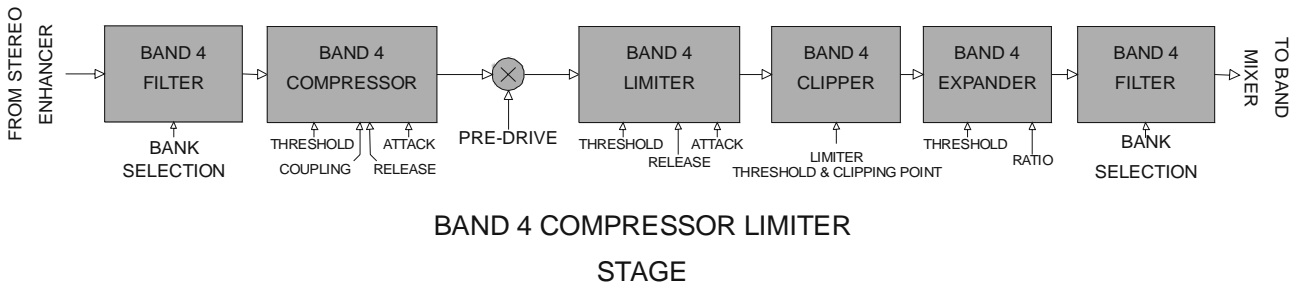 FROM STEREO
ENHANCER
BAND 4
FILTER
BANK
SELECTION
BAND 4
COMPRESSOR
THRESHOLD
COUPLING
RELEASE
ATTACK
PRE-DRIVE
BAND 4
LIMITER
THRESHOLD
RELEASE
ATTACK
BAND 4
CLIPPER
LIMITER
THRESHOLD & CLIPPING POINT
BAND 4
EXPANDER
THRESHOLD
RATIO
BAND 4
FILTER
BANK
SELECTION
TO BAND
MIXER
BAND 4 COMPRESSOR LIMITER
STAGE